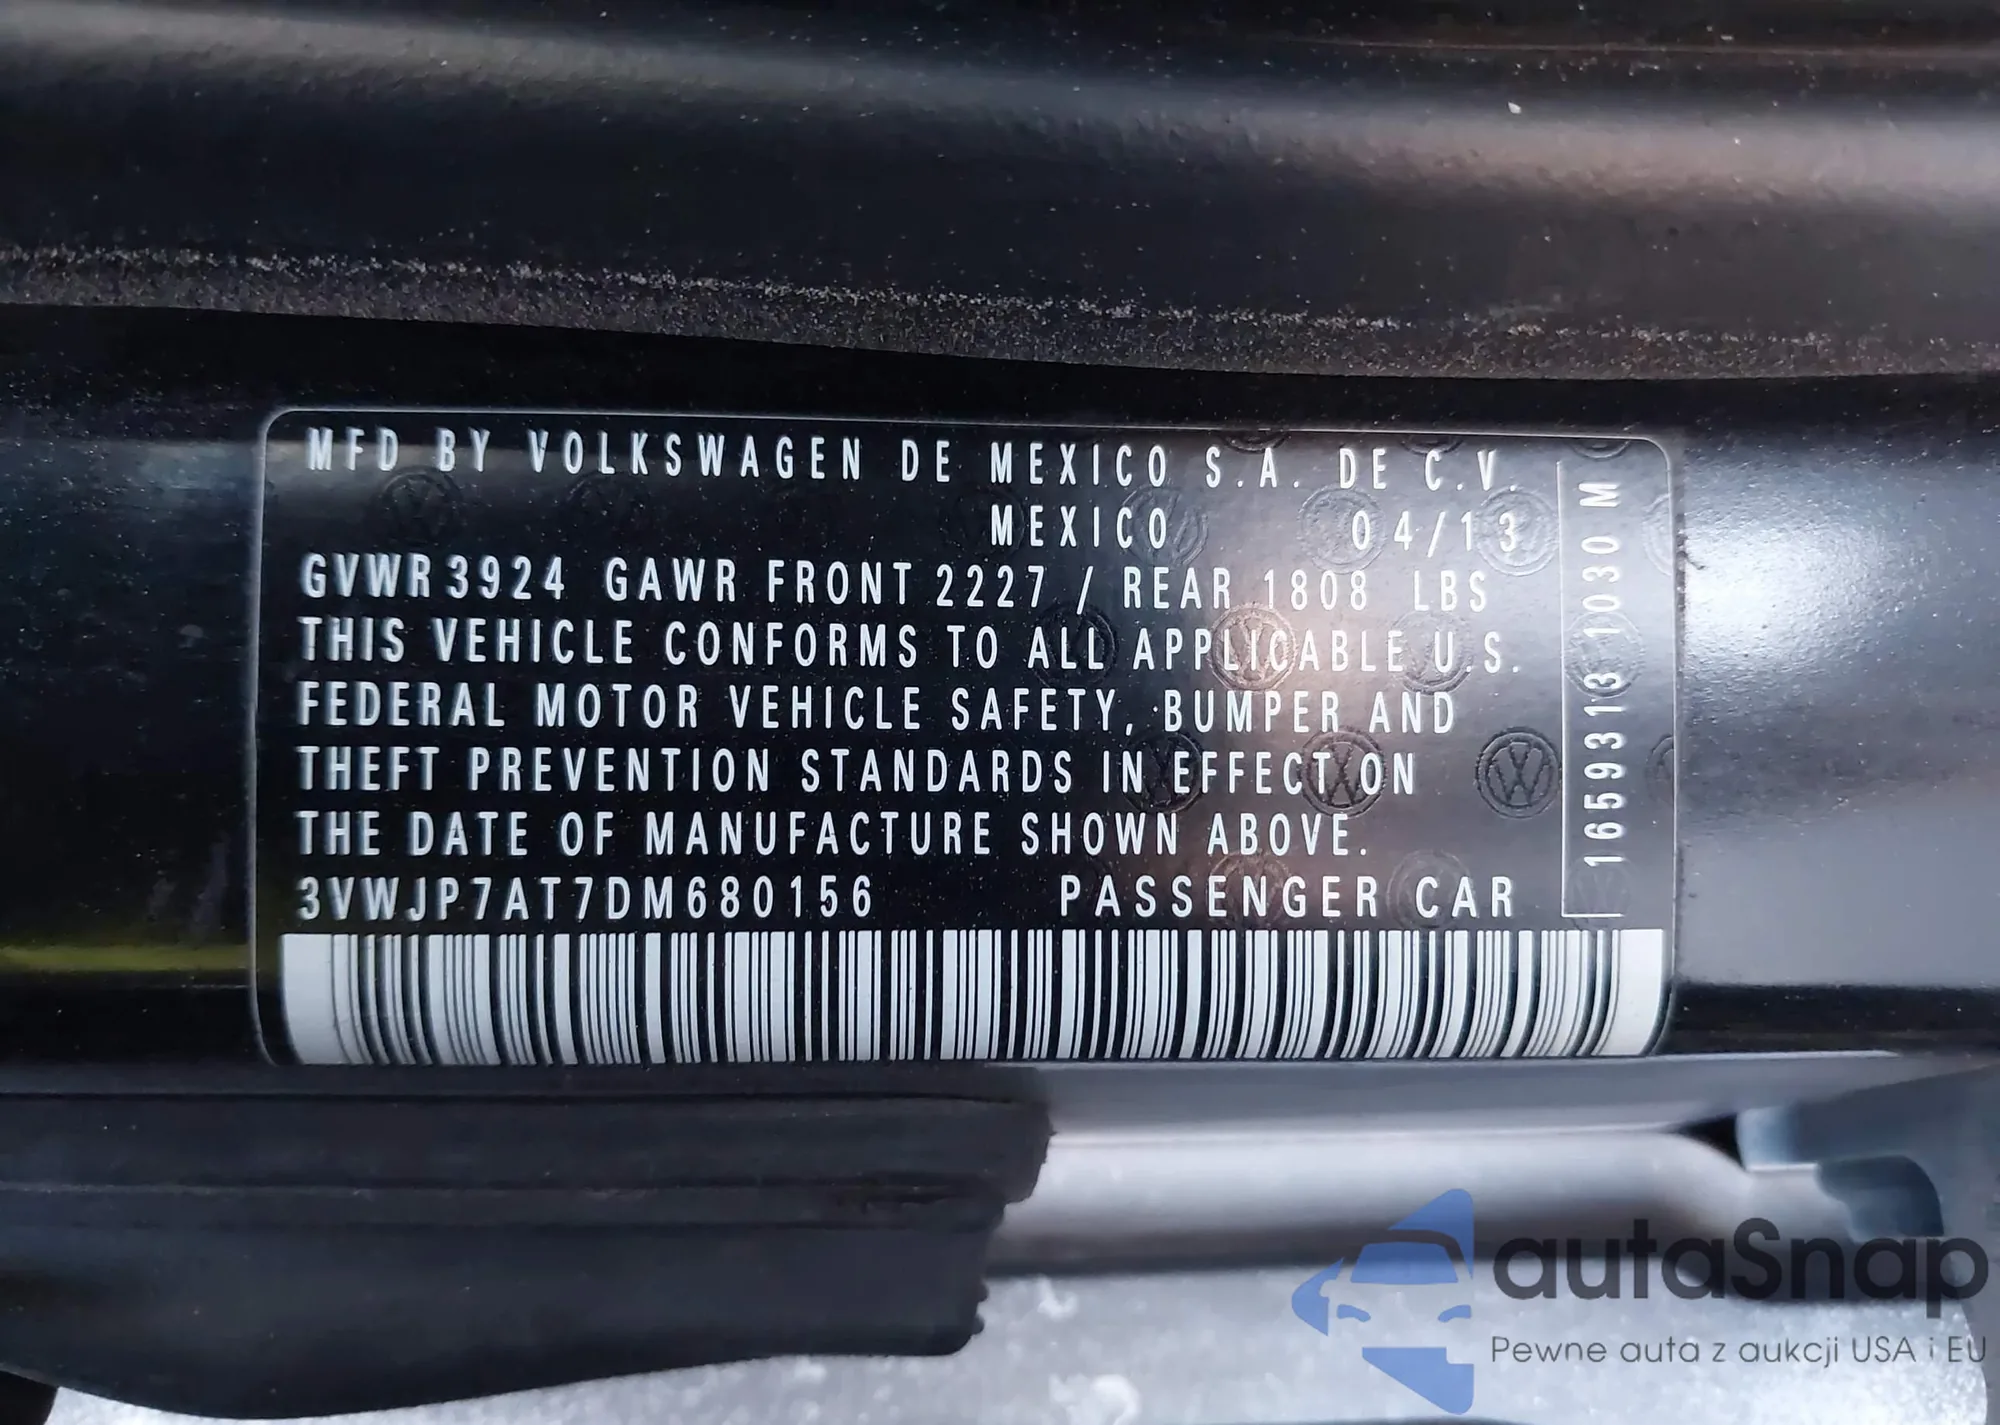 MFD BY VOLKSWAGEN DE MEXICO S.A. DE C.V.
MEXICO 04/13
GVWR 3924 GAWR FRONT 2227 / REAR 1808 LBS
THIS VEHICLE CONFORMS TO ALL APPLICABLE U.S.
FEDERAL MOTOR VEHICLE SAFETY, BUMPER AND
THEFT PREVENTION STANDARDS IN EFFECT ON
THE DATE OF MANUFACTURE SHOWN ABOVE.
3VWJP7AT7DM680156 PASSENGER CAR
1659313 1030 M
autaSnap
Pewne auta z aukcji USA i EU